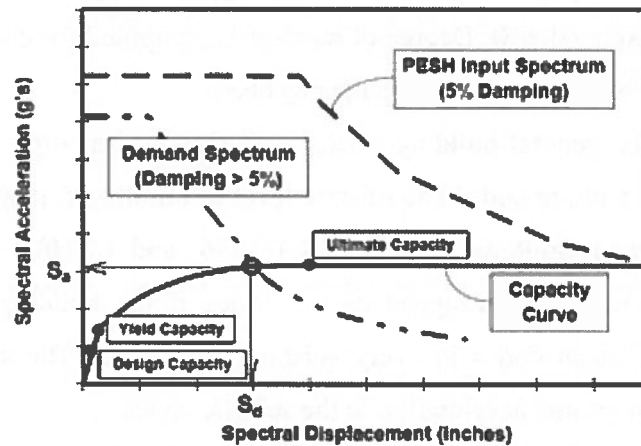 PESH Input Spectrum
(5% Damping)
Demand Spectrum
(Damping > 5%)
Ultimate Capacity
Sa
Capacity
Curve
Yield Capacity
Design Capacity
Sd
Spectral Acceleration (g's)
Spectral Displacement (inches)